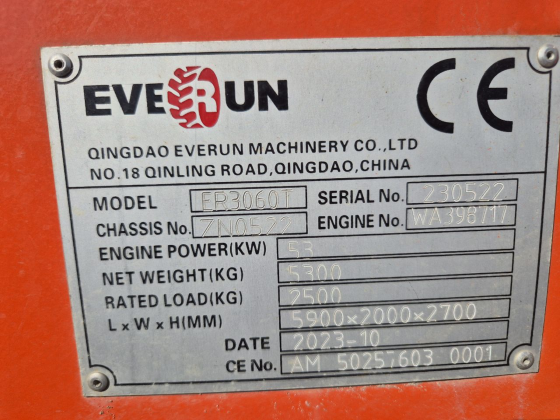 EVERUN
CE
QINGDAO EVERUN MACHINERY CO.,LTD
NO.18 QINLING ROAD,QINGDAO,CHINA
MODEL ER3060T SERIAL No. 230522
CHASSIS No. ZN0522 ENGINE No. WA398717
ENGINE POWER(KW) 53
NET WEIGHT(KG) 5300
RATED LOAD(KG) 2500
L x W x H(MM) 5900×2000×2700
DATE 2023-10
CE No. AM 50257603 0001